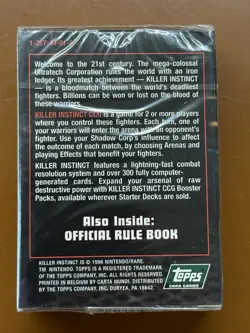 1-207-44-01
Welcome to the 21st century. The mega-colossal
Ultratech Corporation rules the world with an iron
ledger. Its greatest achievement — KILLER INSTINCT
— is a bloodmatch between the world's deadliest
fighters. Billions can be won or lost on the blood of
these warriors.
KILLER INSTINCT CCG is a game for 2 or more players
where you control these fighters. Each turn, one of
your warriors will enter the arena with an opponent's
fighter. Use your Shadow Corp's influence to affect the
outcome of each match, by choosing Arenas and
playing Effects that benefit your fighters.
KILLER INSTINCT features a lightning-fast combat
resolution system and over 300 fully computer-
generated cards. Expand your arsenal of raw
destructive power with KILLER INSTINCT CCG Booster
Packs, available wherever Starter Decks are sold.
Also Inside:
OFFICIAL RULE BOOK
KILLER INSTINCT IS © 1996 NINTENDO/RARE.
TM NINTENDO. TOPPS IS A REGISTERED TRADEMARK
OF THE TOPPS COMPANY, INC. ALL RIGHTS RESERVED.
PRINTED IN BELGIUM BY CARTA MUNDI. DISTRIBUTED
BY THE TOPPS COMPANY, INC. DURYEA, PA 18642
TOPPS
CARD GAMES